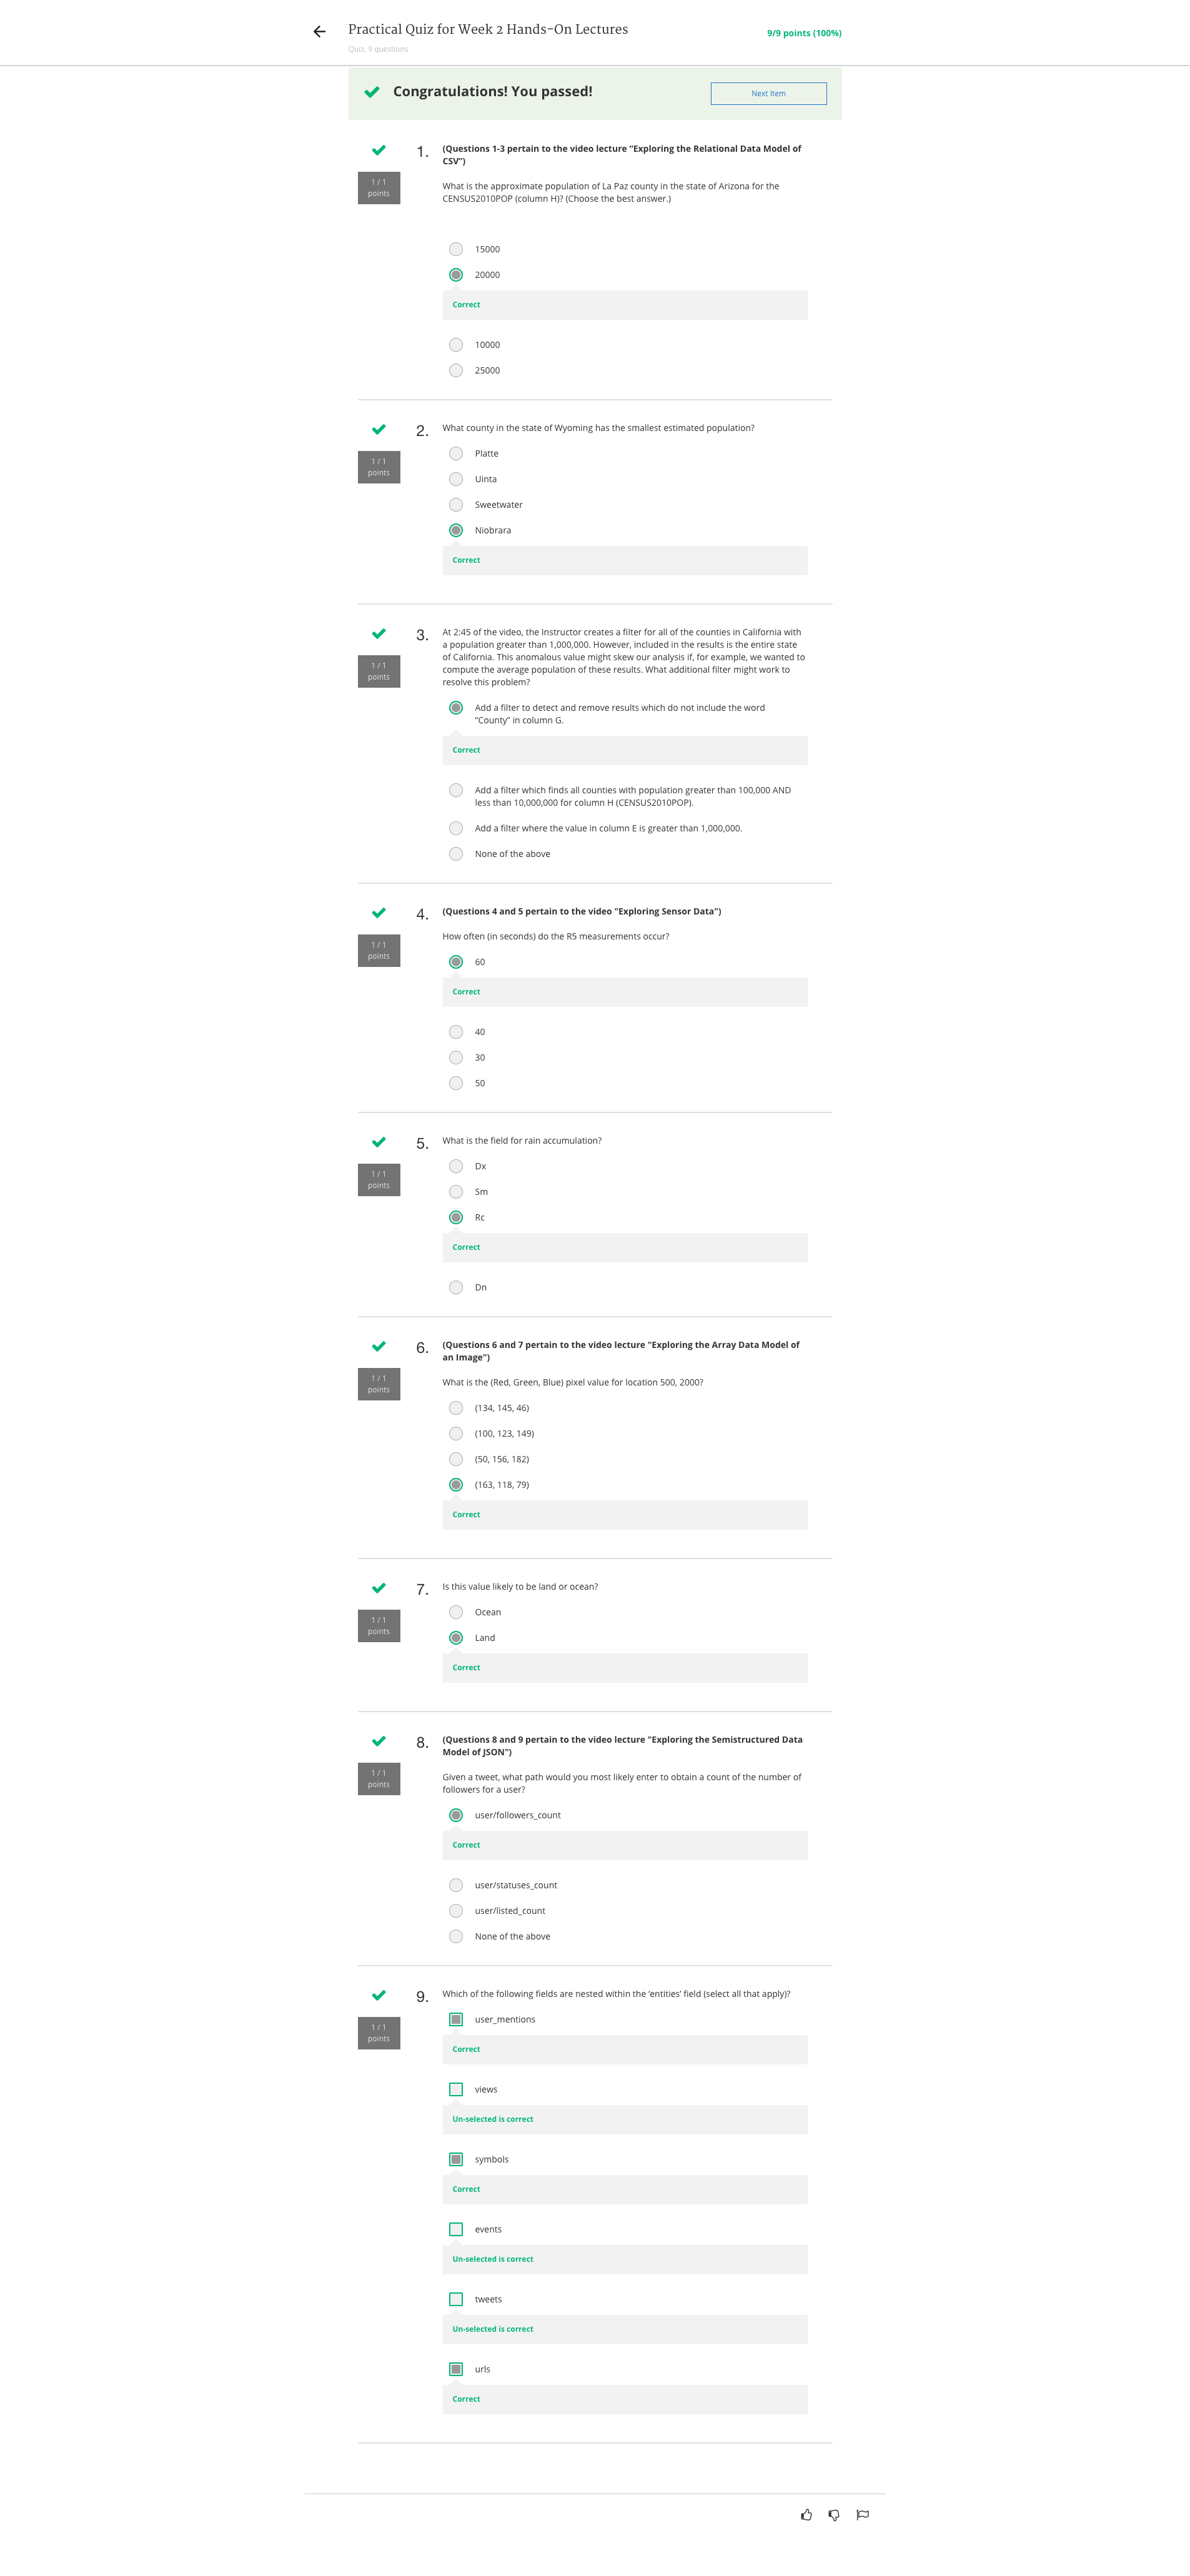 Practical Quiz for Week 2 Hands-On Lectures
9/9 points (100%)
Quiz, 9 questions
Congratulations! You passed!
Next Item
1.
(Questions 1-3 pertain to the video lecture "Exploring the Relational Data Model of
CSV")
1 / 1
points
What is the approximate population of La Paz county in the state of Arizona for the
CENSUS2010POP (column H)? (Choose the best answer.)
15000
20000
Correct
10000
25000
2.
What county in the state of Wyoming has the smallest estimated population?
1 / 1
points
Platte
Uinta
Sweetwater
Niobrara
Correct
3.
At 2:45 of the video, the Instructor creates a filter for all of the counties in California with
a population greater than 1,000,000. However, included in the results is the entire state
of California. This anomalous value might skew our analysis if, for example, we wanted to
compute the average population of these results. What additional filter might work to
resolve this problem?
1 / 1
points
Add a filter to detect and remove results which do not include the word
“County” in column G.
Correct
Add a filter which finds all counties with population greater than 100,000 AND
less than 10,000,000 for column H (CENSUS2010POP).
Add a filter where the value in column E is greater than 1,000,000.
None of the above
4.
(Questions 4 and 5 pertain to the video "Exploring Sensor Data")
1 / 1
points
How often (in seconds) do the R5 measurements occur?
60
Correct
40
30
50
5.
What is the field for rain accumulation?
1 / 1
points
Dx
Sm
Rc
Correct
Dn
6.
(Questions 6 and 7 pertain to the video lecture "Exploring the Array Data Model of
an Image")
1 / 1
points
What is the (Red, Green, Blue) pixel value for location 500, 2000?
(134, 145, 46)
(100, 123, 149)
(50, 156, 182)
(163, 118, 79)
Correct
7.
Is this value likely to be land or ocean?
1 / 1
points
Ocean
Land
Correct
8.
(Questions 8 and 9 pertain to the video lecture "Exploring the Semistructured Data
Model of JSON")
1 / 1
points
Given a tweet, what path would you most likely enter to obtain a count of the number of
followers for a user?
user/followers_count
Correct
user/statuses_count
user/listed_count
None of the above
9.
Which of the following fields are nested within the ‘entities’ field (select all that apply)?
1 / 1
points
user_mentions
Correct
views
Un-selected is correct
symbols
Correct
events
Un-selected is correct
tweets
Un-selected is correct
urls
Correct